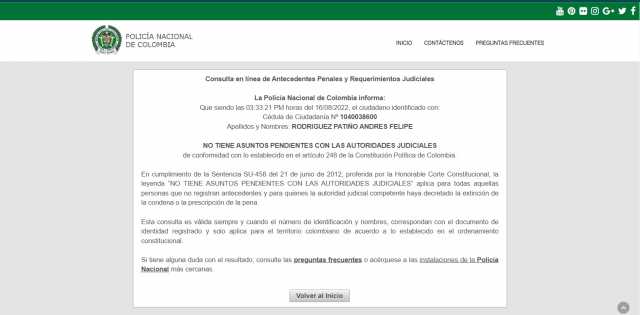 POLICÍA NACIONAL
DE COLOMBIA
INICIO CONTÁCTENOS PREGUNTAS FRECUENTES
Consulta en línea de Antecedentes Penales y Requerimientos Judiciales
La Policía Nacional de Colombia informa:
Que siendo las 03:33:21 PM horas del 16/08/2022, el ciudadano identificado con:
Cédula de Ciudadanía Nº 1040038600
Apellidos y Nombres: RODRIGUEZ PATIÑO ANDRES FELIPE
NO TIENE ASUNTOS PENDIENTES CON LAS AUTORIDADES JUDICIALES
de conformidad con lo establecido en el artículo 248 de la Constitución Política de Colombia.
En cumplimiento de la Sentencia SU-458 del 21 de junio de 2012, proferida por la Honorable Corte Constitucional, la
leyenda "NO TIENE ASUNTOS PENDIENTES CON LAS AUTORIDADES JUDICIALES" aplica para todas aquellas
personas que no registran antecedentes y para quienes la autoridad judicial competente haya decretado la extinción de
la condena o la prescripción de la pena.
Esta consulta es válida siempre y cuando el número de identificación y nombres, correspondan con el documento de
identidad registrado y solo aplica para el territorio colombiano de acuerdo a lo establecido en el ordenamiento
constitucional.
Si tiene alguna duda con el resultado, consulte las preguntas frecuentes o acérquese a las instalaciones de la Policía
Nacional más cercanas.
Volver al Inicio